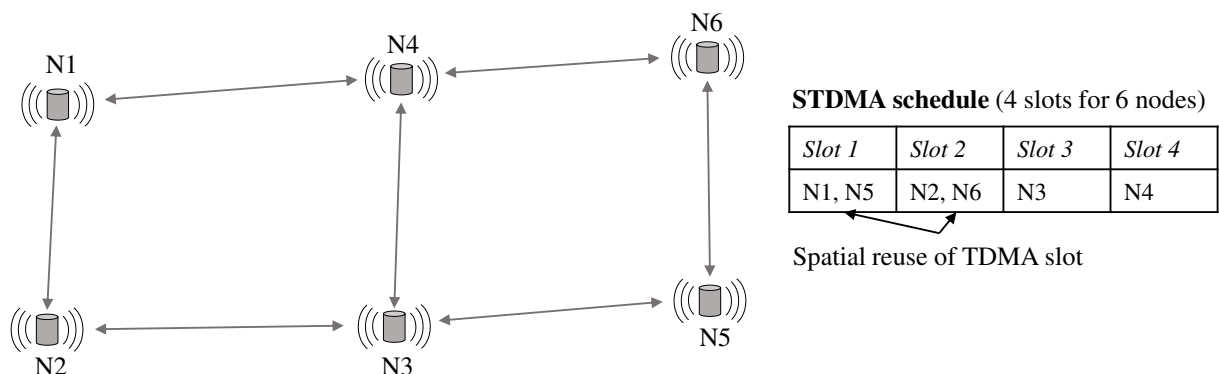 N6
N4
N1
N2
N3
N5
STDMA schedule (4 slots for 6 nodes)
Slot 1 Slot 2 Slot 3 Slot 4
N1, N5 N2, N6 N3 N4
Spatial reuse of TDMA slot